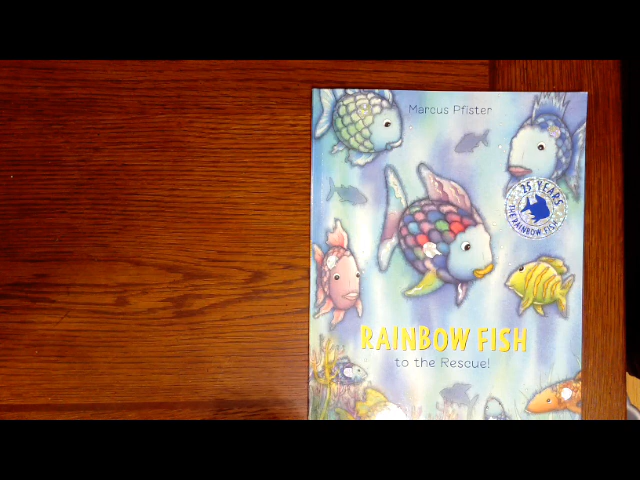 Marcus Pfister
25 YEARS
THE RAINBOW FISH
RAINBOW FISH
to the Rescue!